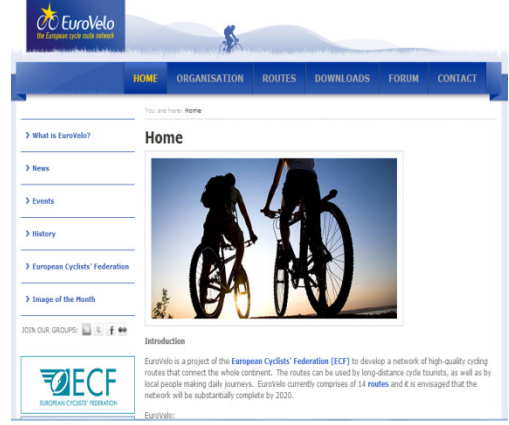 EuroVelo
the European cycle route network
HOME ORGANISATION ROUTES DOWNLOADS FORUM CONTACT
You are here: Home
❯ What is EuroVelo?
❯ News
❯ Events
❯ History
❯ European Cyclists' Federation
❯ Image of the Month
JOIN OUR GROUPS:
ECF
EUROPEAN CYCLISTS' FEDERATION
Home
Introduction
EuroVelo is a project of the European Cyclists' Federation (ECF) to develop a network of high-quality cycling
routes that connect the whole continent. The routes can be used by long-distance cycle tourists, as well as by
local people making daily journeys. EuroVelo currently comprises of 14 routes and it is envisaged that the
network will be substantially complete by 2020.
EuroVelo: